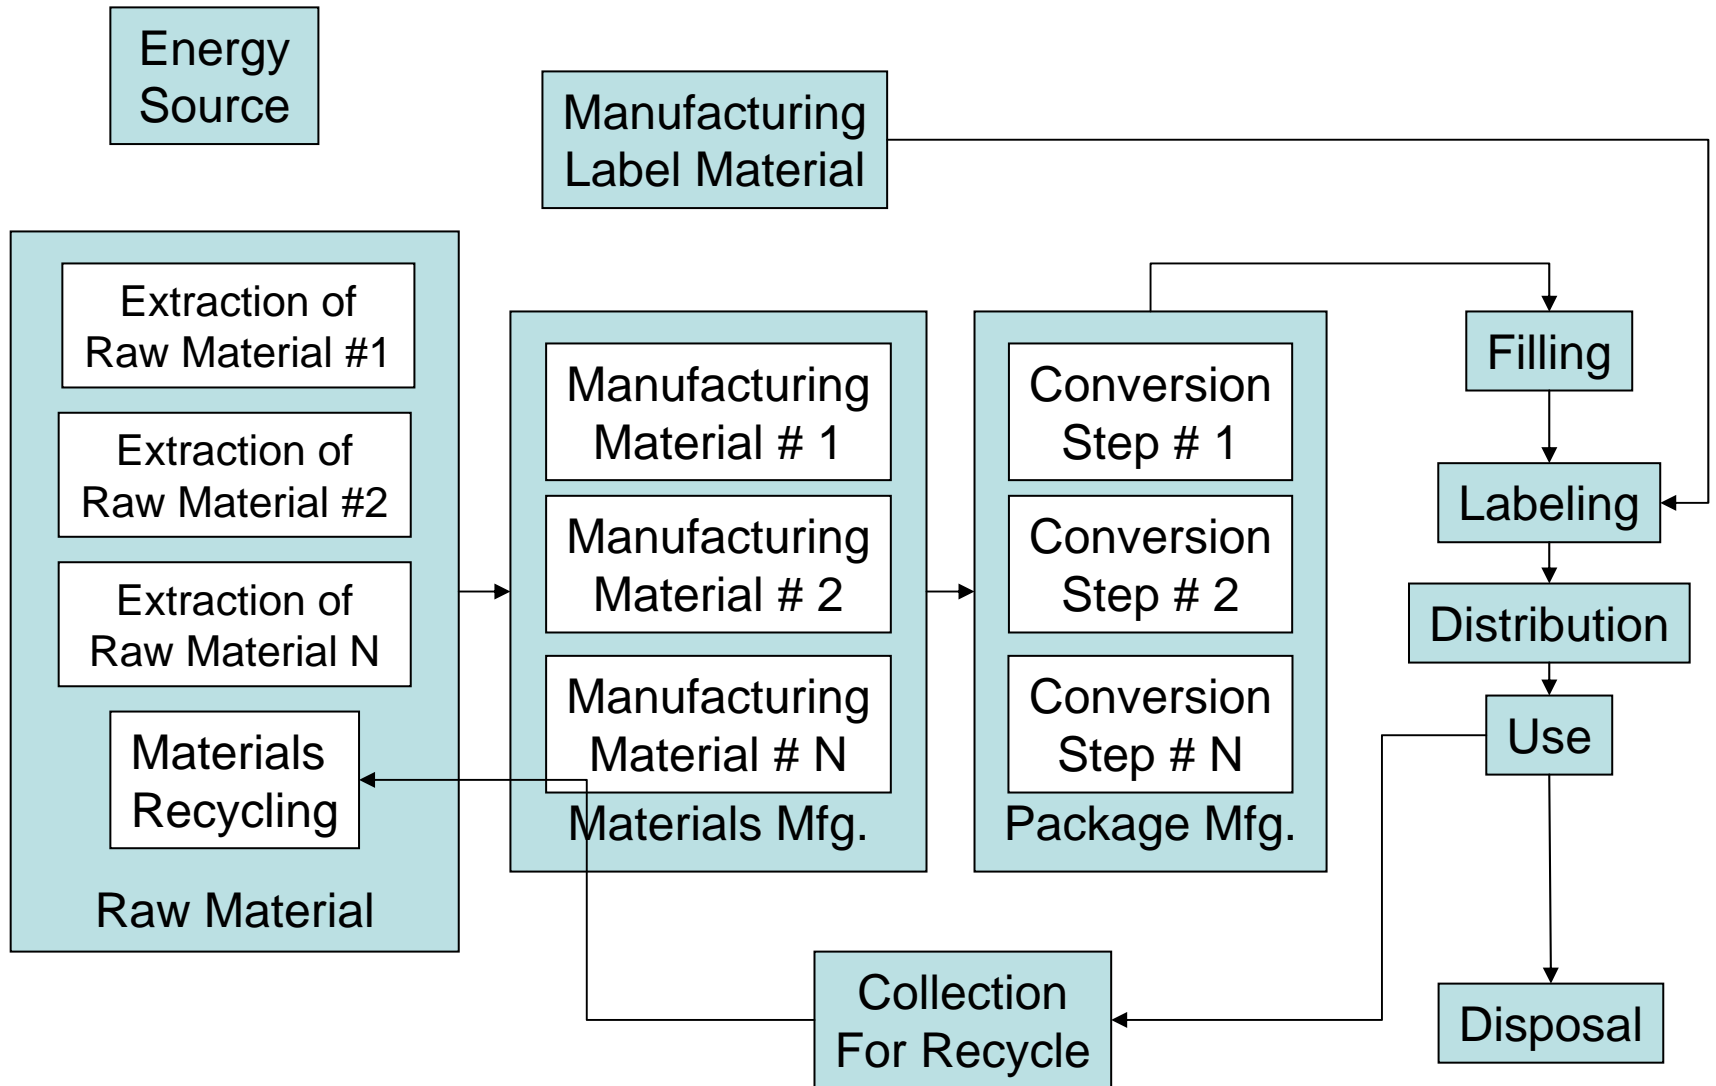 Energy
Source
Manufacturing
Label Material
Extraction of
Raw Material #1
Extraction of
Raw Material #2
Extraction of
Raw Material N
Materials
Recycling
Raw Material
Manufacturing
Material # 1
Manufacturing
Material # 2
Manufacturing
Material # N
Materials Mfg.
Conversion
Step # 1
Conversion
Step # 2
Conversion
Step # N
Package Mfg.
Filling
Labeling
Distribution
Use
Disposal
Collection
For Recycle